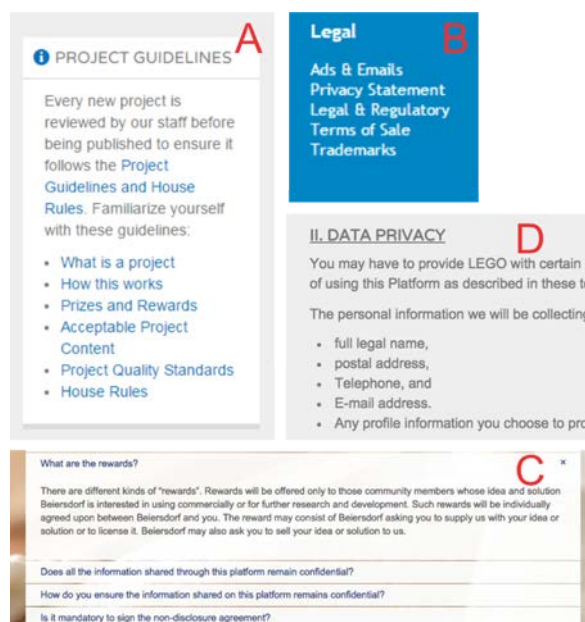 A
PROJECT GUIDELINES
Every new project is
reviewed by our staff before
being published to ensure it
follows the Project
Guidelines and House
Rules. Familiarize yourself
with these guidelines:
• What is a project
• How this works
• Prizes and Rewards
• Acceptable Project
Content
• Project Quality Standards
• House Rules
B
Legal
Ads & Emails
Privacy Statement
Legal & Regulatory
Terms of Sale
Trademarks
D
II. DATA PRIVACY
You may have to provide LEGO with certain
of using this Platform as described in these
The personal information we will be collecting
• full legal name,
• postal address,
• Telephone, and
• E-mail address.
• Any profile information you choose to
C
What are the rewards?
×
There are different kinds of "rewards". Rewards will be offered only to those community members whose idea and solution
Beiersdorf is interested in using commercially or for further research and development. Such rewards will be individually
agreed upon between Beiersdorf and you. The reward may consist of Beiersdorf asking you to supply us with your idea or
solution or to license it. Beiersdorf may also ask you to sell your idea or solution to us.
Does all the information shared through this platform remain confidential?
How do you ensure the information shared on this platform remains confidential?
Is it mandatory to sign the non-disclosure agreement?